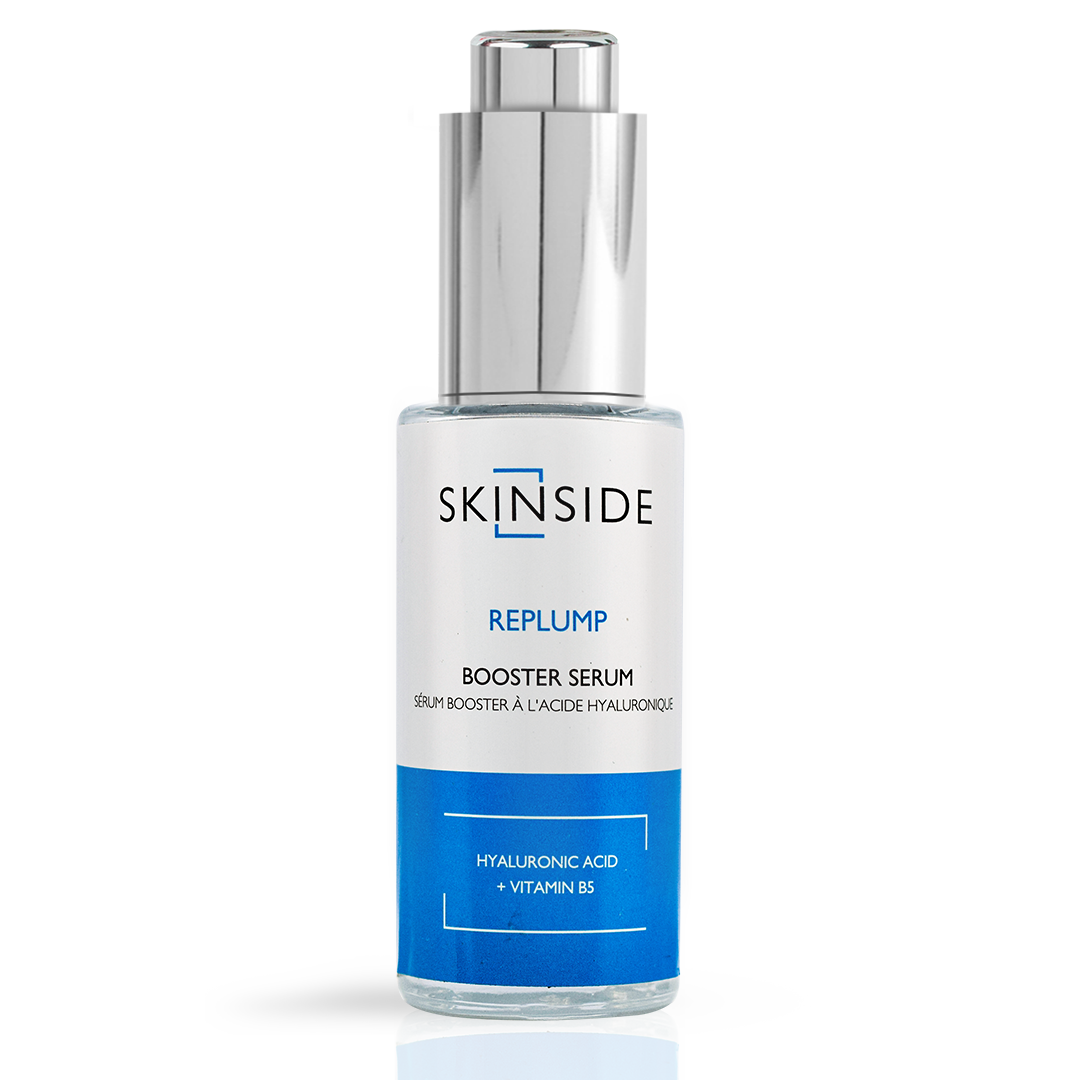 SKINSIDE
REPLUMP
BOOSTER SERUM
SÉRUM BOOSTER À L'ACIDE HYALURONIQUE
HYALURONIC ACID
+ VITAMIN B5